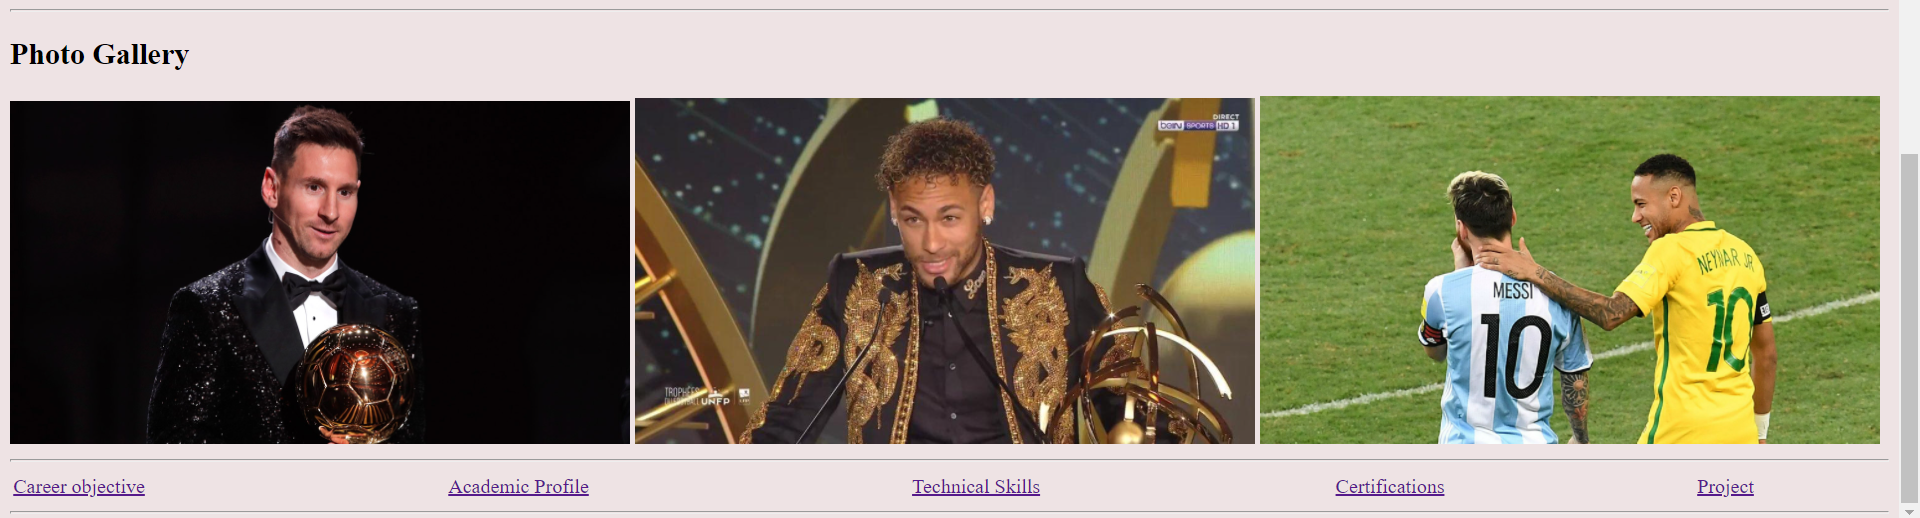 Photo Gallery
DIRECT
beIN SPORTS HD 1
TROPHÉES
UNFP
MESSI
10
NEYMAR JR
10
Career objective
Academic Profile
Technical Skills
Certifications
Project